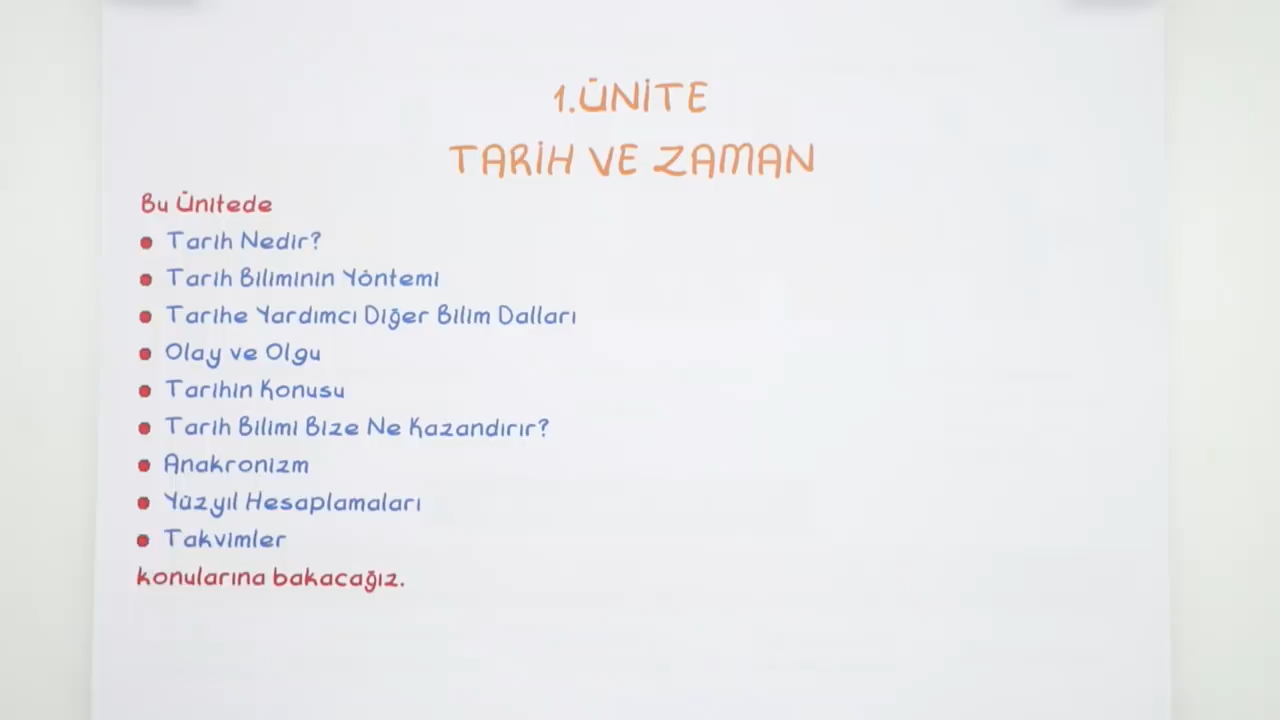 1.ÜNİTE
TARİH VE ZAMAN
Bu Ünitede
• Tarih Nedir?
• Tarih Biliminin Yöntemi
• Tarihe Yardımcı Diğer Bilim Dalları
• Olay ve Olgu
• Tarihin Konusu
• Tarih Bilimi Bize Ne Kazandırır?
• Anakronizm
• Yüzyıl Hesaplamaları
• Takvimler
konularına bakacağız.